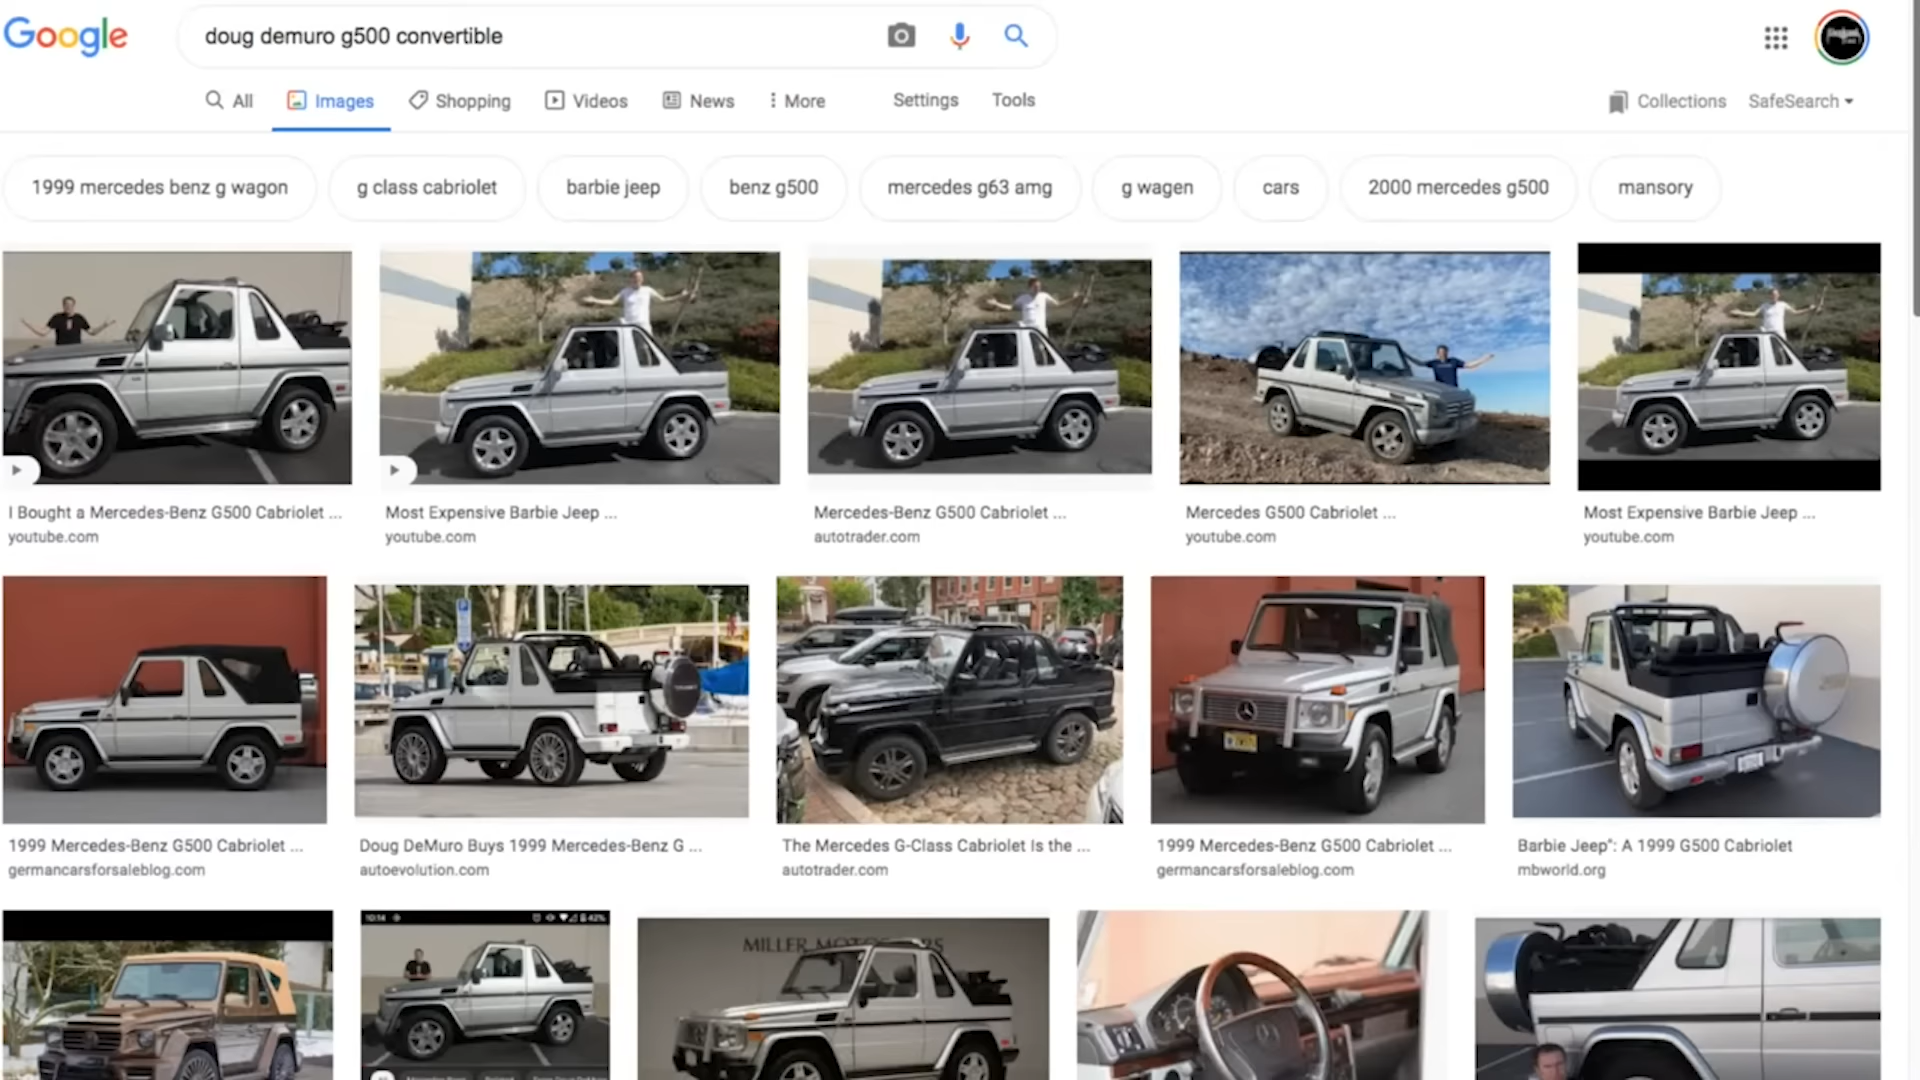 Google
doug demuro g500 convertible
All Images Shopping Videos News More Settings Tools Collections SafeSearch
1999 mercedes benz g wagon g class cabriolet barbie jeep benz g500 mercedes g63 amg g wagen cars 2000 mercedes g500 mansory
I Bought a Mercedes-Benz G500 Cabriolet ...
youtube.com
Most Expensive Barbie Jeep ...
youtube.com
Mercedes-Benz G500 Cabriolet ...
autotrader.com
Mercedes G500 Cabriolet ...
youtube.com
Most Expensive Barbie Jeep ...
youtube.com
1999 Mercedes-Benz G500 Cabriolet ...
germancarsforsaleblog.com
Doug DeMuro Buys 1999 Mercedes-Benz G ...
autoevolution.com
The Mercedes G-Class Cabriolet Is the ...
autotrader.com
1999 Mercedes-Benz G500 Cabriolet ...
germancarsforsaleblog.com
Barbie Jeep": A 1999 G500 Cabriolet
mbworld.org
10:14 42%
MILLER MOTORCARS